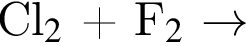 Cl₂ + F₂ →